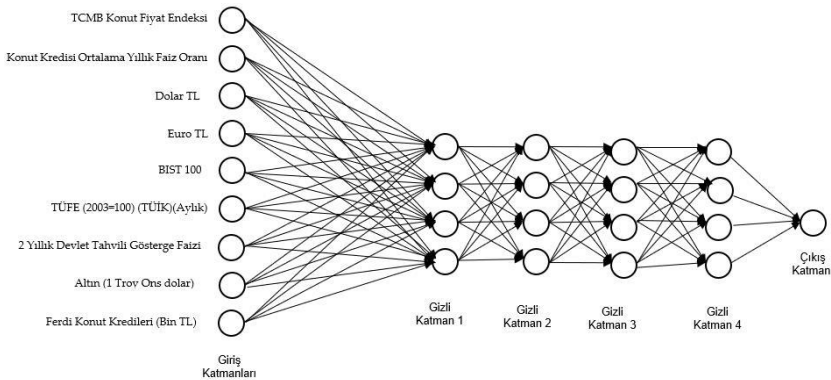 TCMB Konut Fiyat Endeksi
Konut Kredisi Ortalama Yıllık Faiz Oranı
Dolar TL
Euro TL
BIST 100
TÜFE (2003=100) (TÜİK)(Aylık)
2 Yıllık Devlet Tahvili Gösterge Faizi
Altın (1 Trov Ons dolar)
Ferdi Konut Kredileri (Bin TL)
Giriş
Katmanları
Gizli
Katman 1
Gizli
Katman 2
Gizli
Katman 3
Gizli
Katman 4
Çıkış
Katman